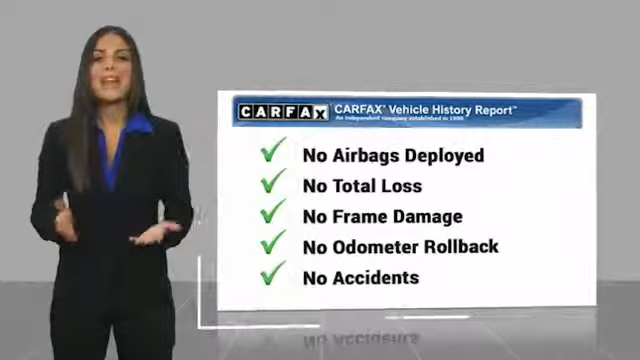 CARFAX CARFAX Vehicle History Report™
An independent company established in 1986
No Airbags Deployed
No Total Loss
No Frame Damage
No Odometer Rollback
No Accidents